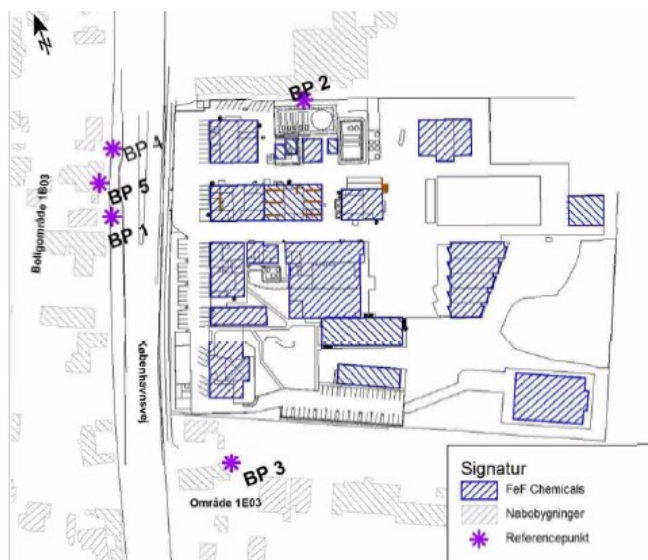 N
BP 2
BP 4
BP 5
BP 1
Boligområde 1B03
Københavnsvej
BP 3
Område 1E03
Signatur
FeF Chemicals
Nabobygninger
Referencepunkt